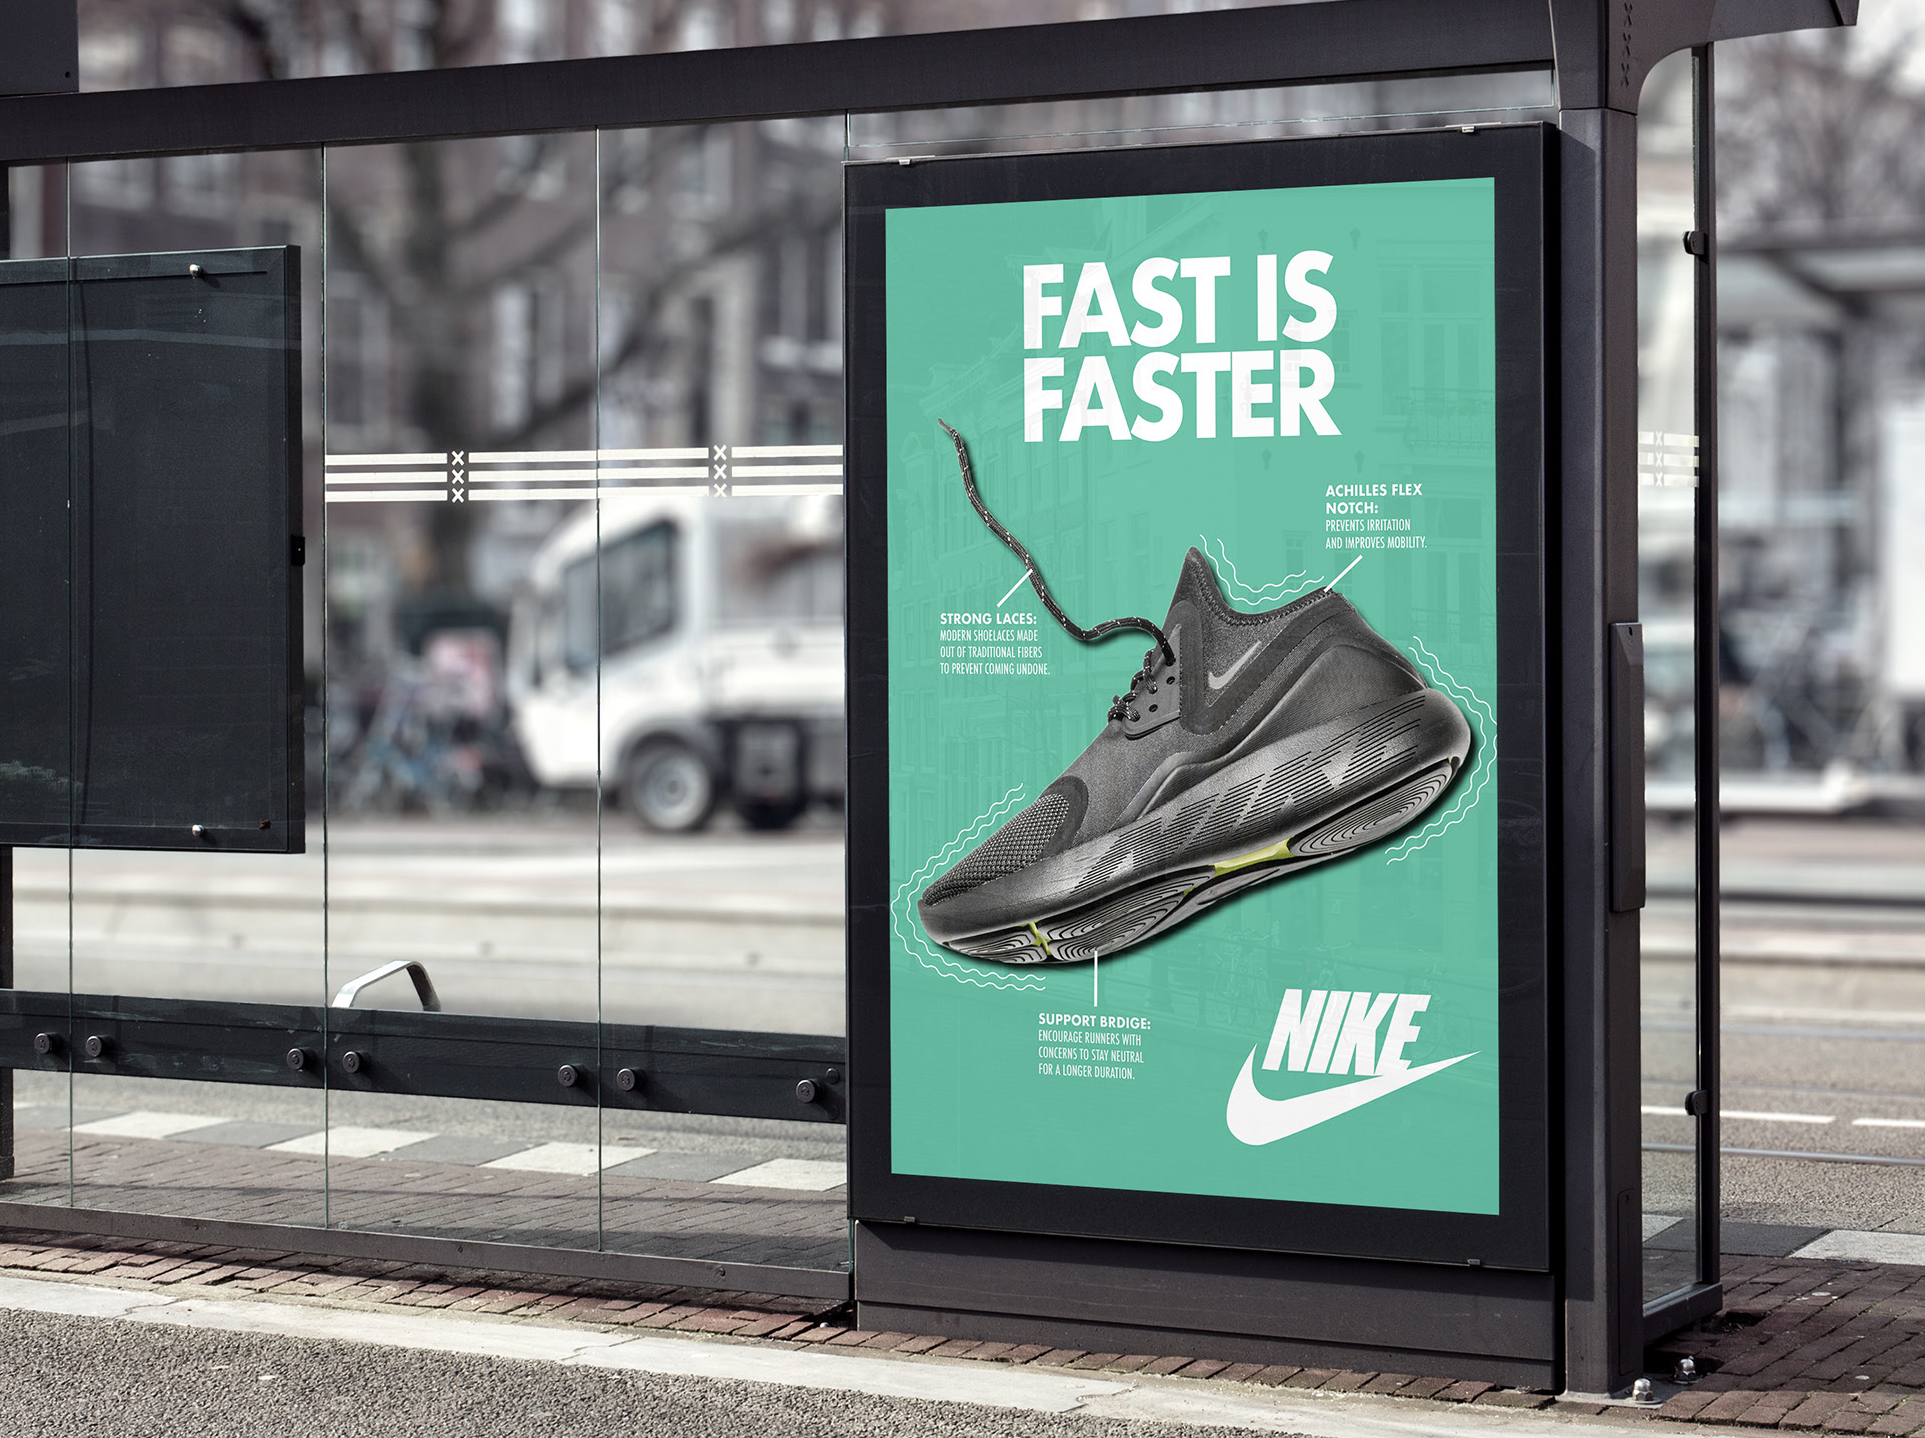 FAST IS
FASTER
ACHILLES FLEX
NOTCH:
PREVENTS IRRITATION
AND IMPROVES MOBILITY.
STRONG LACES:
MODERN SHOELACES MADE
OUT OF TRADITIONAL FIBERS
TO PREVENT COMING UNDONE.
NIKE
SUPPORT BRDIGE:
ENCOURAGE RUNNERS WITH
CONCERNS TO STAY NEUTRAL
FOR A LONGER DURATION.
NIKE